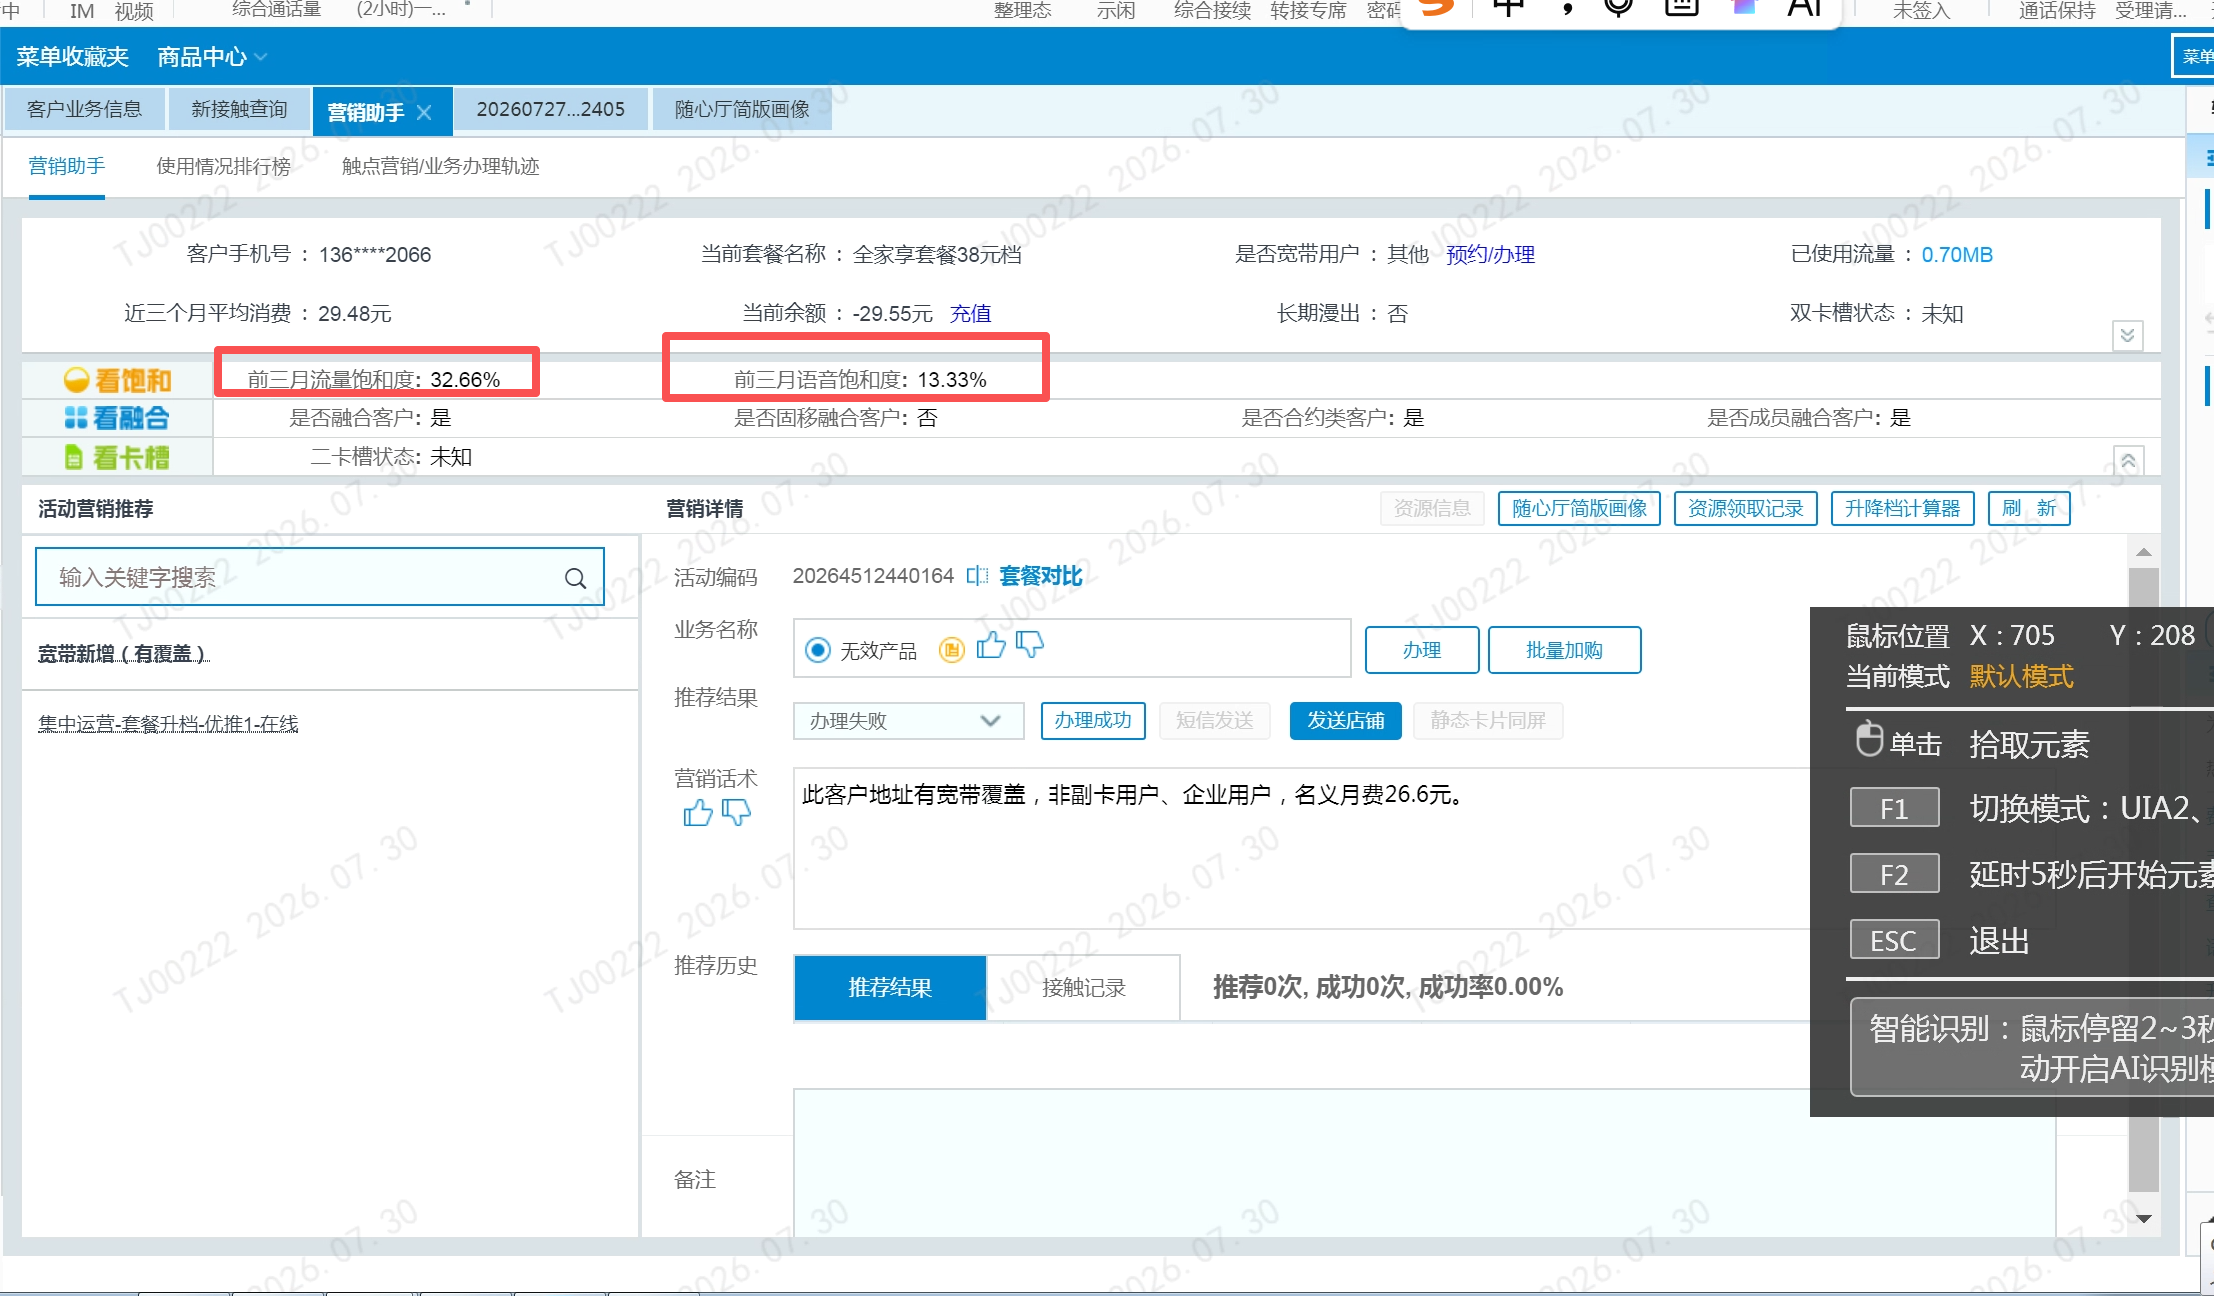 中 IM 视频 综合通话量 (2小时)一... 整理态 示闲 综合接续 转接专席 密码 中 , AI 未签入 通话保持 受理请...
菜单收藏夹 商品中心 菜单
客户业务信息 新接触查询 营销助手 20260727...2405 随心厅简版画像
营销助手 使用情况排行榜 触点营销/业务办理轨迹
客户手机号 : 136****2066 当前套餐名称 : 全家享套餐38元档 是否宽带用户 : 其他 预约/办理 已使用流量 : 0.70MB
近三个月平均消费 : 29.48元 当前余额 : -29.55元 充值 长期漫出 : 否 双卡槽状态 : 未知
看饱和 前三月流量饱和度: 32.66% 前三月语音饱和度: 13.33%
看融合 是否融合客户: 是 是否固移融合客户: 否 是否合约类客户: 是 是否成员融合客户: 是
看卡槽 二卡槽状态: 未知
活动营销推荐 营销详情 资源信息 随心厅简版画像 资源领取记录 升降档计算器 刷 新
输入关键字搜索
活动编码 20264512440164 套餐对比
业务名称 无效产品 办理 批量加购
宽带新增（有覆盖）
推荐结果 办理失败 办理成功 短信发送 发送店铺 静态卡片同屏
集中运营-套餐升档-优推1-在线
营销话术 此客户地址有宽带覆盖，非副卡用户、企业用户，名义月费26.6元。
推荐历史 推荐结果 接触记录 推荐0次, 成功0次, 成功率0.00%
备注
鼠标位置 X : 705 Y : 208
当前模式 默认模式
单击 拾取元素
F1 切换模式：UIA2、
F2 延时5秒后开始元素
ESC 退出
智能识别：鼠标停留2~3秒
动开启AI识别模
TJ00222 2026.07.30